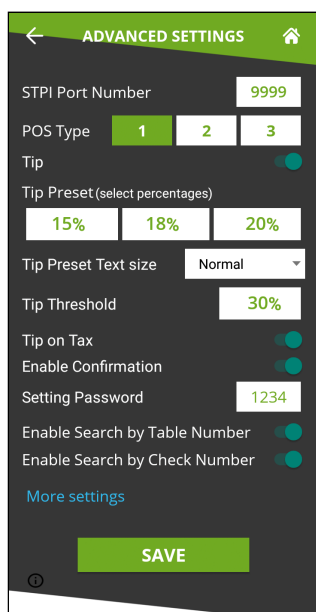 ADVANCED SETTINGS
STPI Port Number 9999
POS Type 1 2 3
Tip
Tip Preset (select percentages)
15% 18% 20%
Tip Preset Text size Normal
Tip Threshold 30%
Tip on Tax
Enable Confirmation
Setting Password 1234
Enable Search by Table Number
Enable Search by Check Number
More settings
SAVE